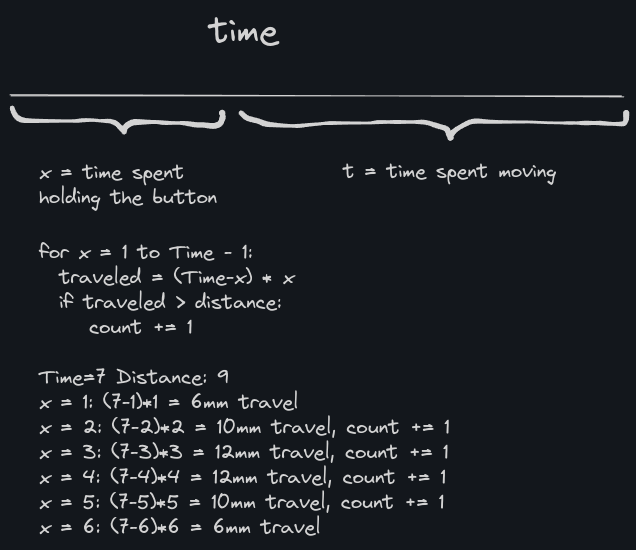 time
x = time spent
holding the button
t = time spent moving
for x = 1 to Time - 1:
traveled = (Time-x) * x
if traveled > distance:
count += 1
Time=7 Distance: 9
x = 1: (7-1)*1 = 6mm travel
x = 2: (7-2)*2 = 10mm travel, count += 1
x = 3: (7-3)*3 = 12mm travel, count += 1
x = 4: (7-4)*4 = 12mm travel, count += 1
x = 5: (7-5)*5 = 10mm travel, count += 1
x = 6: (7-6)*6 = 6mm travel